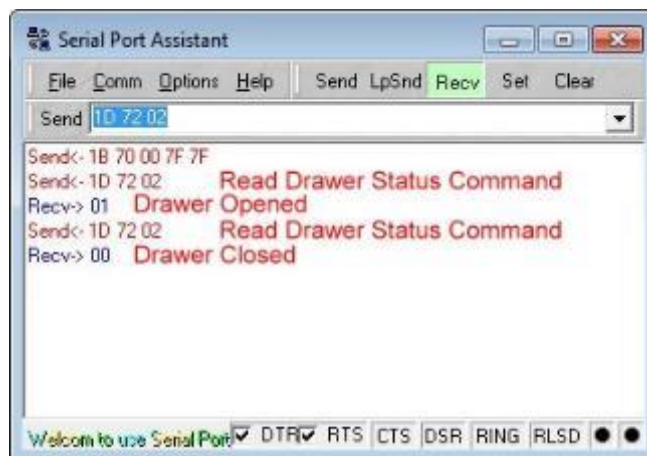 Serial Port Assistant
File Comm Options Help Send LpSnd Recv Set Clear
Send 1D 72 02
Send<- 1B 70 00 7F 7F
Send<- 1D 72 02 Read Drawer Status Command
Recv-> 01 Drawer Opened
Send<- 1D 72 02 Read Drawer Status Command
Recv-> 00 Drawer Closed
Welcom to use Serial Port DTR RTS CTS DSR RING RLSD